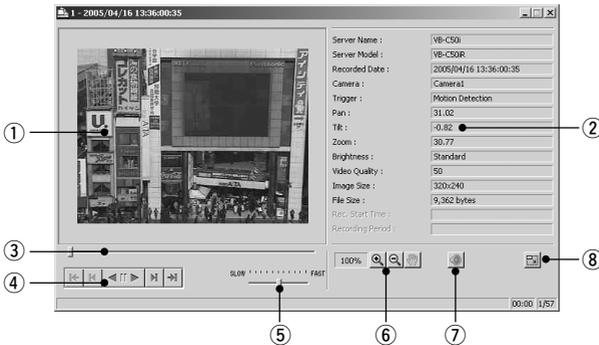 1 - 2005/04/16 13:36:00:35
Server Name : VB-C50i
Server Model : VB-C50iR
Recorded Date : 2005/04/16 13:36:00:35
Camera : Camera1
Trigger : Motion Detection
Pan : 31.02
Tilt : -0.82
Zoom : 30.77
Brightness : Standard
Video Quality : 50
Image Size : 320x240
File Size : 9,362 bytes
Rec. Start Time :
Recording Period :
U.
ALTA
①
②
③
④
SLOW FAST
100%
⑤
⑥
⑦
⑧
00:00 1/57